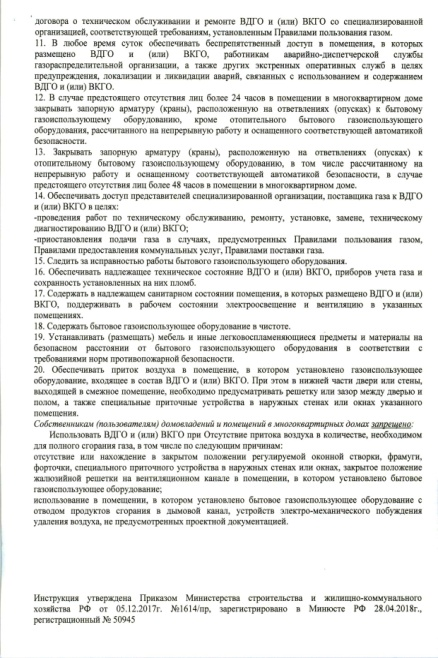 договора о техническом обслуживании и ремонте ВДГО и (или) ВКГО со специализированной
организацией, соответствующей требованиям, установленным Правилами пользования газом.
11. В любое время суток обеспечивать беспрепятственный доступ в помещения, в которых
размещено ВДГО и (или) ВКГО, работникам аварийно-диспетчерской службы
газораспределительной организации, а также других экстренных оперативных служб в целях
предупреждения, локализации и ликвидации аварий, связанных с использованием и содержанием
ВДГО и (или) ВКГО.
12. В случае предстоящего отсутствия лиц более 24 часов в помещении в многоквартирном доме
закрывать запорную арматуру (краны), расположенную на ответвлениях (опусках) к бытовому
газоиспользующему оборудованию, кроме отопительного бытового газоиспользующего
оборудования, рассчитанного на непрерывную работу и оснащенного соответствующей автоматикой
безопасности.
13. Закрывать запорную арматуру (краны), расположенную на ответвлениях (опусках) к
отопительному бытовому газоиспользующему оборудованию, в том числе рассчитанному на
непрерывную работу и оснащенному соответствующей автоматикой безопасности, в случае
предстоящего отсутствия лиц более 48 часов в помещении в многоквартирном доме.
14. Обеспечивать доступ представителей специализированной организации, поставщика газа к ВДГО
и (или) ВКГО в целях:
-проведения работ по техническому обслуживанию, ремонту, установке, замене, техническому
диагностированию ВДГО и (или) ВКГО;
-приостановления подачи газа в случаях, предусмотренных Правилами пользования газом,
Правилами предоставления коммунальных услуг, Правилами поставки газа.
15. Следить за исправностью работы бытового газоиспользующего оборудования.
16. Обеспечивать надлежащее техническое состояние ВДГО и (или) ВКГО, приборов учета газа и
сохранность установленных на них пломб.
17. Содержать в надлежащем санитарном состоянии помещения, в которых размещено ВДГО и (или)
ВКГО, поддерживать в рабочем состоянии электроосвещение и вентиляцию в указанных
помещениях.
18. Содержать бытовое газоиспользующее оборудование в чистоте.
19. Устанавливать (размещать) мебель и иные легковоспламеняющиеся предметы и материалы на
безопасном расстоянии от бытового газоиспользующего оборудования в соответствии с
требованиями норм противопожарной безопасности.
20. Обеспечивать приток воздуха в помещение, в котором установлено газоиспользующее
оборудование, входящее в состав ВДГО и (или) ВКГО. При этом в нижней части двери или стены,
выходящей в смежное помещение, необходимо предусматривать решетку или зазор между дверью и
полом, а также специальные приточные устройства в наружных стенах или окнах указанного
помещения.
Собственникам (пользователям) домовладений и помещений в многоквартирных домах запрещено:
Использовать ВДГО и (или) ВКГО при Отсутствие притока воздуха в количестве, необходимом
для полного сгорания газа, в том числе по следующим причинам:
отсутствие или нахождение в закрытом положении регулируемой оконной створки, фрамуги,
форточки, специального приточного устройства в наружных стенах или окнах, закрытое положение
жалюзийной решетки на вентиляционном канале в помещении, в котором установлено бытовое
газоиспользующее оборудование;
использование в помещении, в котором установлено бытовое газоиспользующее оборудование с
отводом продуктов сгорания в дымовой канал, устройств электро-механического побуждения
удаления воздуха, не предусмотренных проектной документацией.
Инструкция утверждена Приказом Министерства строительства и жилищно-коммунального
хозяйства РФ от 05.12.2017г. №1614/пр, зарегистрировано в Минюсте РФ 28.04.2018г.,
регистрационный № 50945